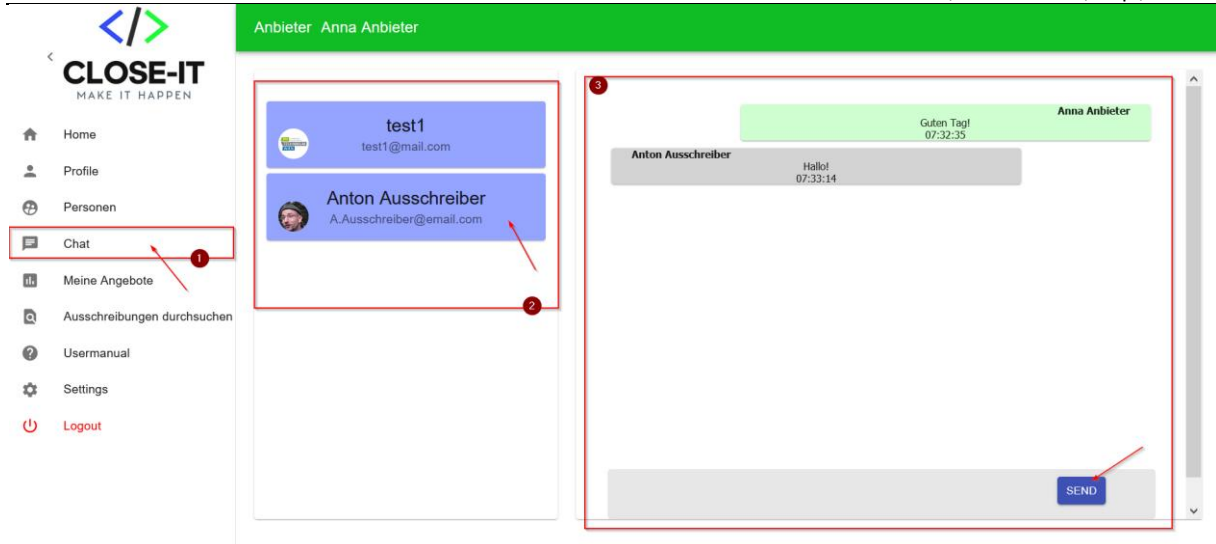 </>
CLOSE-IT
MAKE IT HAPPEN
Home
Profile
Personen
Chat
1
Meine Angebote
Ausschreibungen durchsuchen
Usermanual
Settings
Logout
Anbieter Anna Anbieter
test1
test1@mail.com
Anton Ausschreiber
A.Ausschreiber@email.com
2
3
Anna Anbieter
Guten Tag!
07:32:35
Anton Ausschreiber
Hallo!
07:33:14
SEND